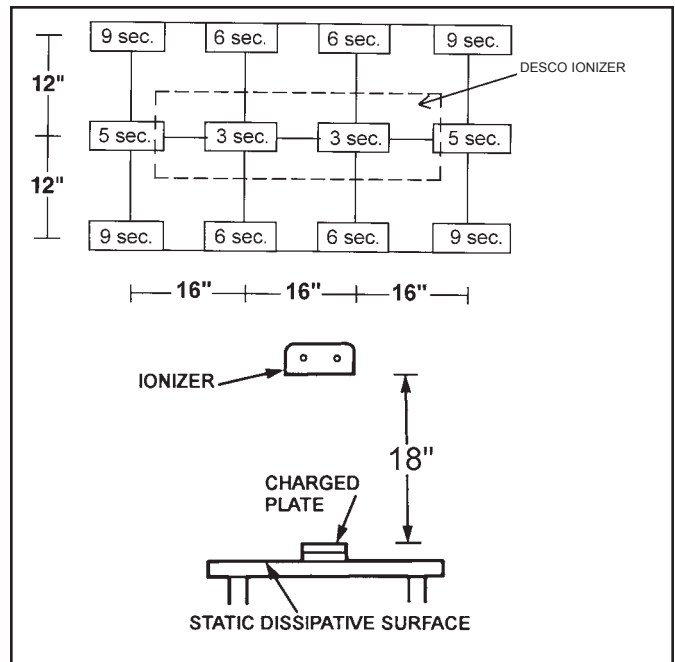 9 sec. 6 sec. 6 sec. 9 sec.
DESCO IONIZER
12"
5 sec. 3 sec. 3 sec. 5 sec.
12"
9 sec. 6 sec. 6 sec. 9 sec.
16" 16" 16"
IONIZER
18"
CHARGED
PLATE
STATIC DISSIPATIVE SURFACE